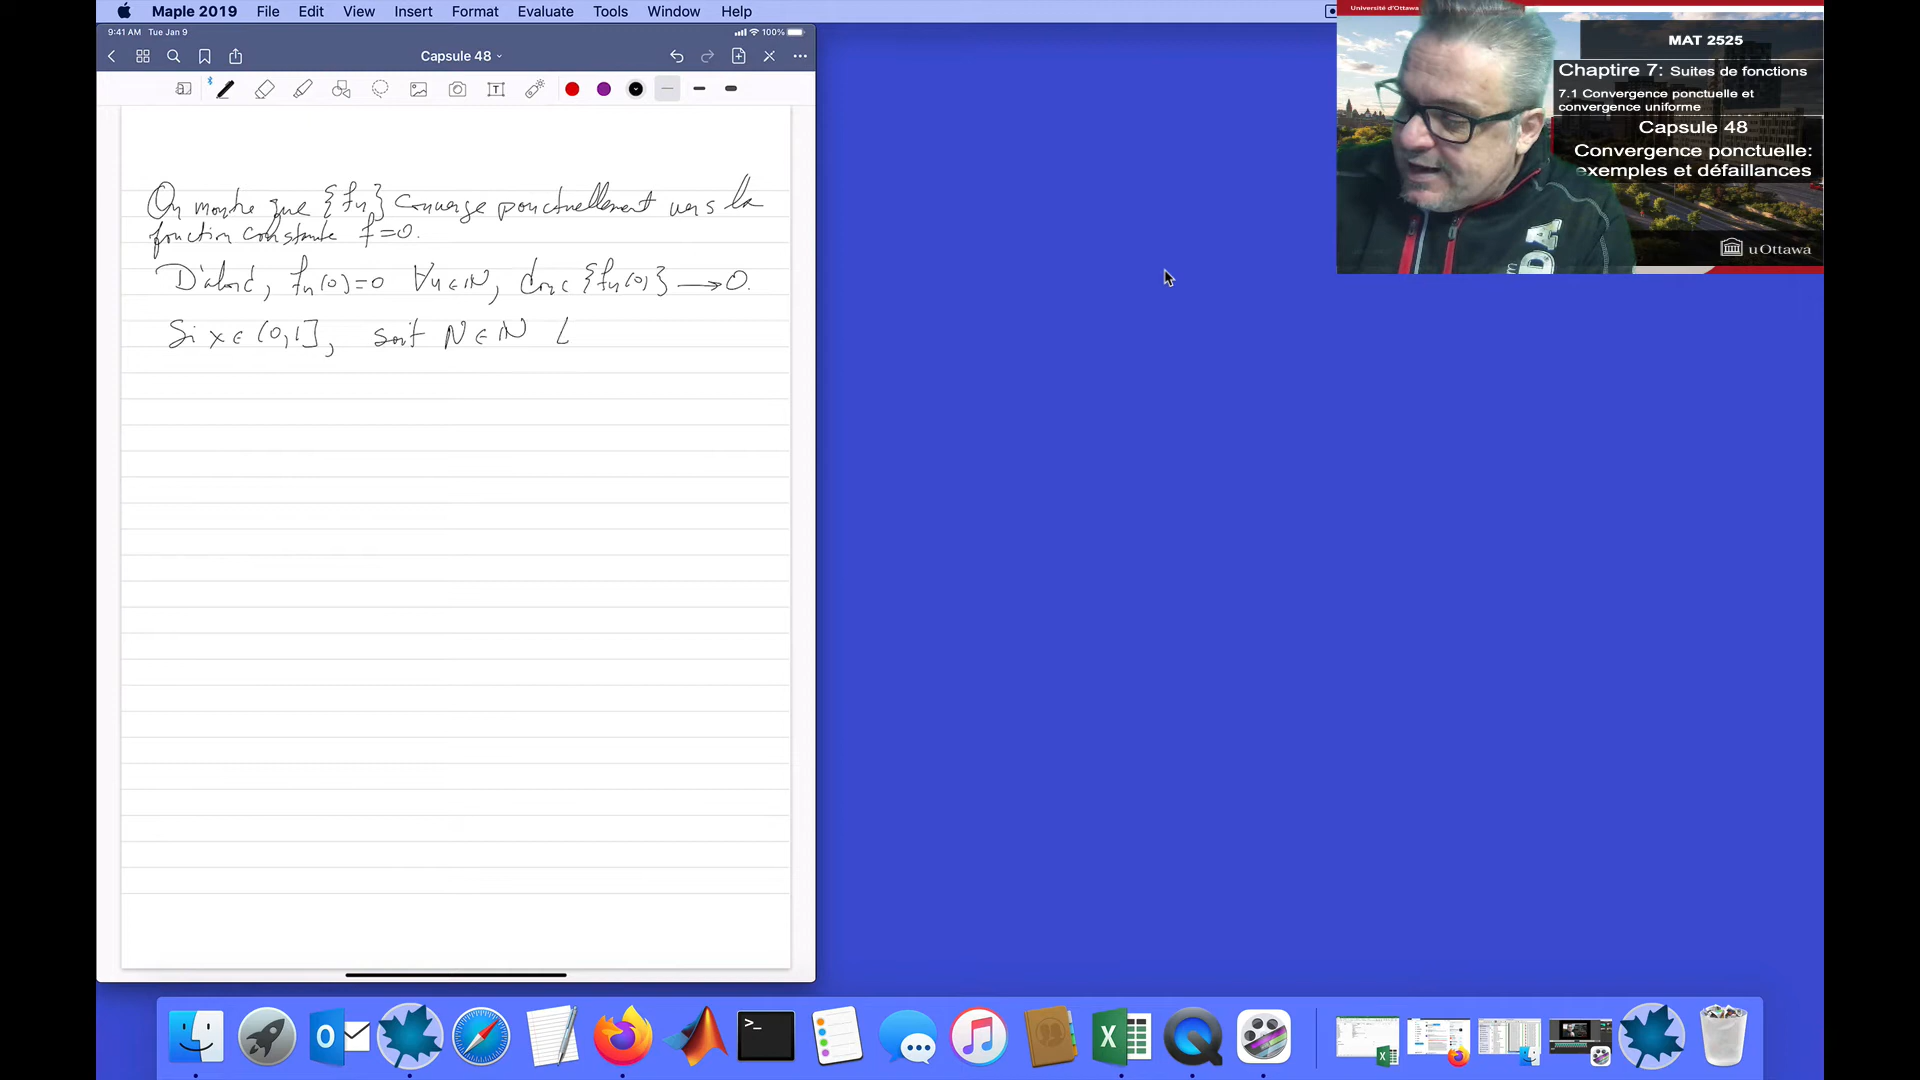 Maple 2019 File Edit View Insert Format Evaluate Tools Window Help
9:41 AM Tue Jan 9 100%
Capsule 48
T
On montre que {fn} converge ponctuellement vers la
fonction constante f=0.
D'abord, fn(0)=0 ∀n∈ℕ, donc {fn(0)} → 0.
Si x∈(0,1], soit N∈ℕ
Université d'Ottawa
MAT 2525
Chaptire 7: Suites de fonctions
7.1 Convergence ponctuelle et
convergence uniforme
Capsule 48
Convergence ponctuelle:
exemples et défaillances
uOttawa